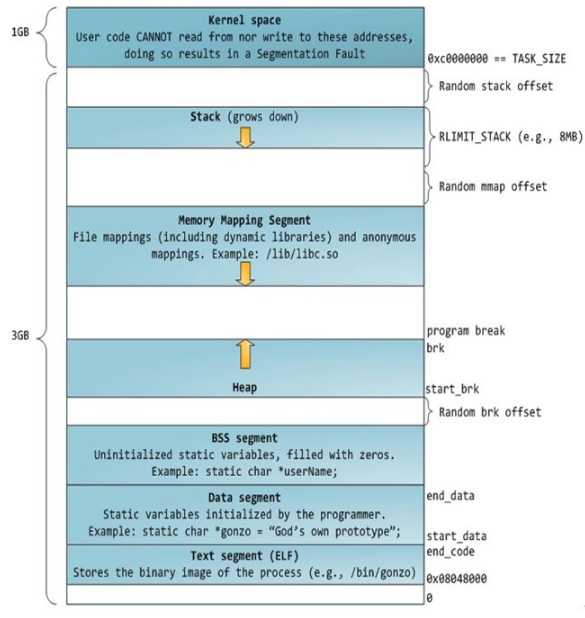 Kernel space
1GB
User code CANNOT read from nor write to these addresses,
doing so results in a Segmentation Fault
0xc0000000 == TASK_SIZE
Random stack offset
Stack (grows down)
RLIMIT_STACK (e.g., 8MB)
Random mmap offset
Memory Mapping Segment
File mappings (including dynamic libraries) and anonymous
mappings. Example: /lib/libc.so
3GB
program break
brk
Heap
start_brk
Random brk offset
BSS segment
Uninitialized static variables, filled with zeros.
Example: static char *userName;
Data segment
end_data
Static variables initialized by the programmer.
Example: static char *gonzo = “God’s own prototype”;
start_data
end_code
Text segment (ELF)
Stores the binary image of the process (e.g., /bin/gonzo)
0x08048000
0